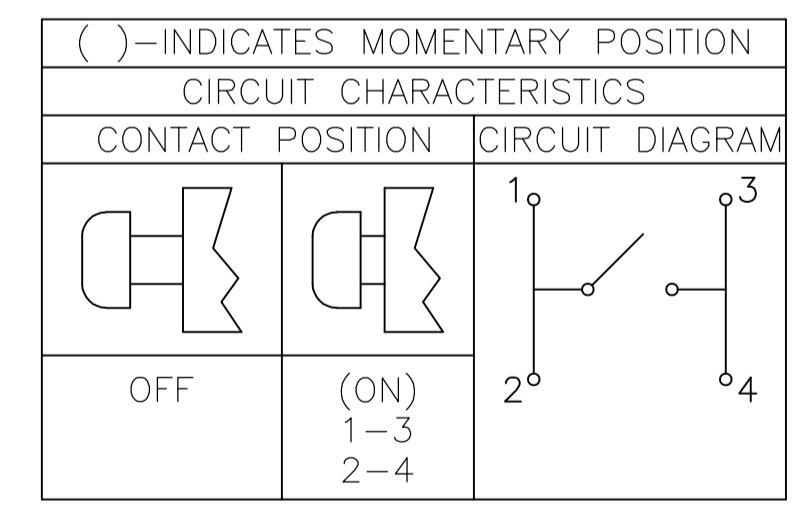 ( )-INDICATES MOMENTARY POSITION
CIRCUIT CHARACTERISTICS
CONTACT POSITION
CIRCUIT DIAGRAM
1
3
2
4
OFF
(ON)
1-3
2-4